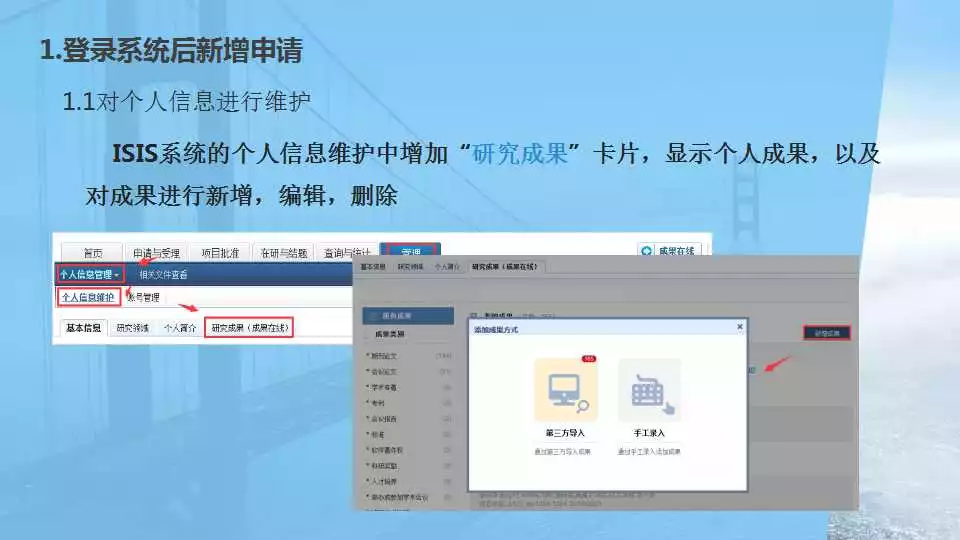 1.登录系统后新增申请
1.1对个人信息进行维护
ISIS系统的个人信息维护中增加“研究成果”卡片，显示个人成果，以及
对成果进行新增，编辑，删除
首页 申请与受理 项目批准 在研与结题 查询与统计 管理 成果在线
个人信息管理 相关文件查看
个人信息维护 账号管理
基本信息 研究领域 个人简介 研究成果（成果在线）
基本信息 研究领域 个人简介 研究成果（成果在线）
成果类别
期刊论文
会议论文
学术专著
专利
会议报告
标准
软件著作权
科研奖励
人才培养
新增成果
添加成果方式
第三方导入 手工录入
通过第三方导入成果 通过手工录入添加成果